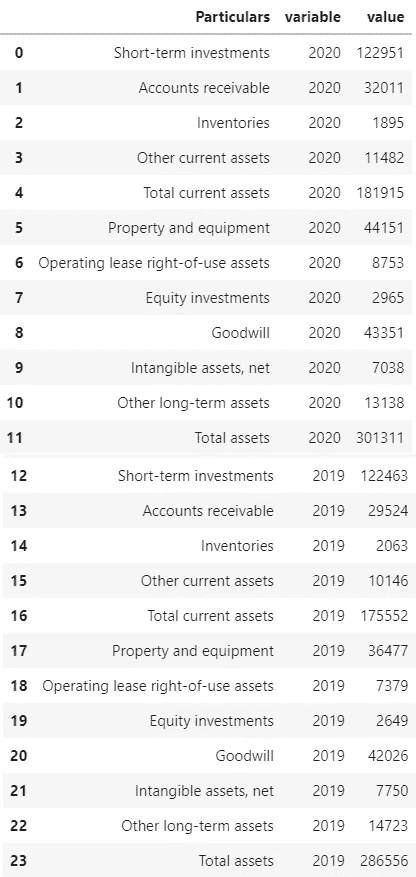 Particulars variable value
0 Short-term investments 2020 122951
1 Accounts receivable 2020 32011
2 Inventories 2020 1895
3 Other current assets 2020 11482
4 Total current assets 2020 181915
5 Property and equipment 2020 44151
6 Operating lease right-of-use assets 2020 8753
7 Equity investments 2020 2965
8 Goodwill 2020 43351
9 Intangible assets, net 2020 7038
10 Other long-term assets 2020 13138
11 Total assets 2020 301311
12 Short-term investments 2019 122463
13 Accounts receivable 2019 29524
14 Inventories 2019 2063
15 Other current assets 2019 10146
16 Total current assets 2019 175552
17 Property and equipment 2019 36477
18 Operating lease right-of-use assets 2019 7379
19 Equity investments 2019 2649
20 Goodwill 2019 42026
21 Intangible assets, net 2019 7750
22 Other long-term assets 2019 14723
23 Total assets 2019 286556